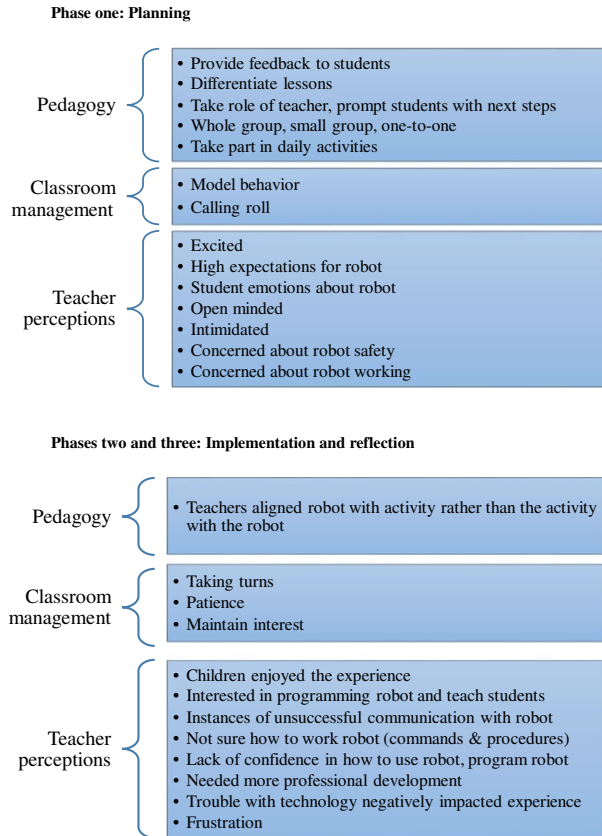 Phase one: Planning
Pedagogy
• Provide feedback to students
• Differentiate lessons
• Take role of teacher, prompt students with next steps
• Whole group, small group, one-to-one
• Take part in daily activities
Classroom
management
• Model behavior
• Calling roll
Teacher
perceptions
• Excited
• High expectations for robot
• Student emotions about robot
• Open minded
• Intimidated
• Concerned about robot safety
• Concerned about robot working
Phases two and three: Implementation and reflection
Pedagogy
• Teachers aligned robot with activity rather than the activity
with the robot
Classroom
management
• Taking turns
• Patience
• Maintain interest
Teacher
perceptions
• Children enjoyed the experience
• Interested in programming robot and teach students
• Instances of unsuccessful communication with robot
• Not sure how to work robot (commands & procedures)
• Lack of confidence in how to use robot, program robot
• Needed more professional development
• Trouble with technology negatively impacted experience
• Frustration